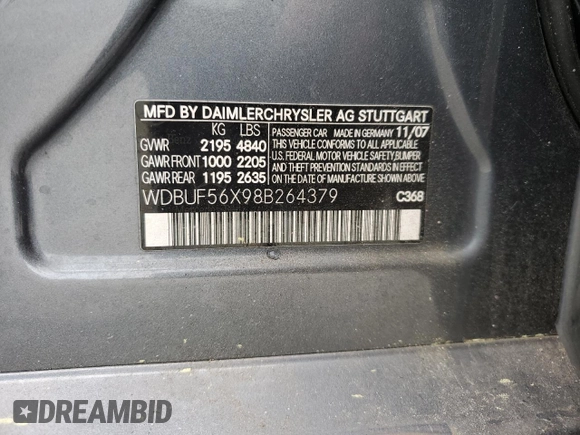 MFD BY DAIMLERCHRYSLER AG STUTTGART
KG LBS PASSENGER CAR MADE IN GERMANY 11/07
GVWR 2195 4840 THIS VEHICLE CONFORMS TO ALL APPLICABLE
GAWR FRONT 1000 2205 U.S. FEDERAL MOTOR VEHICLE SAFETY, BUMPER
GAWR REAR 1195 2635 AND THEFT PREVENTION STANDARDS IN EFFECT
ON THE DATE OF MANUFACTURE SHOWN ABOVE
WDBUF56X98B264379 C368
DREAMBID